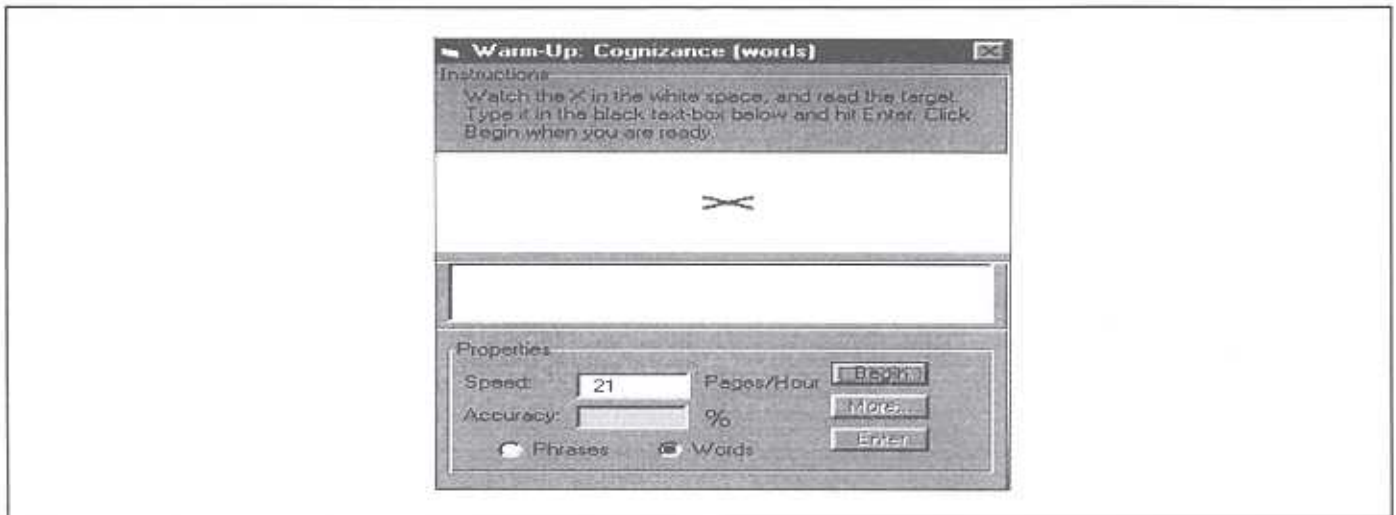 Warm-Up: Cognizance (words)
Instructions
Watch the X in the white space, and read the target.
Type it in the black text-box below and hit Enter. Click
Begin when you are ready.
Properties
Speed: 21 Pages/Hour Begin
Accuracy: % More...
Phrases Words Enter